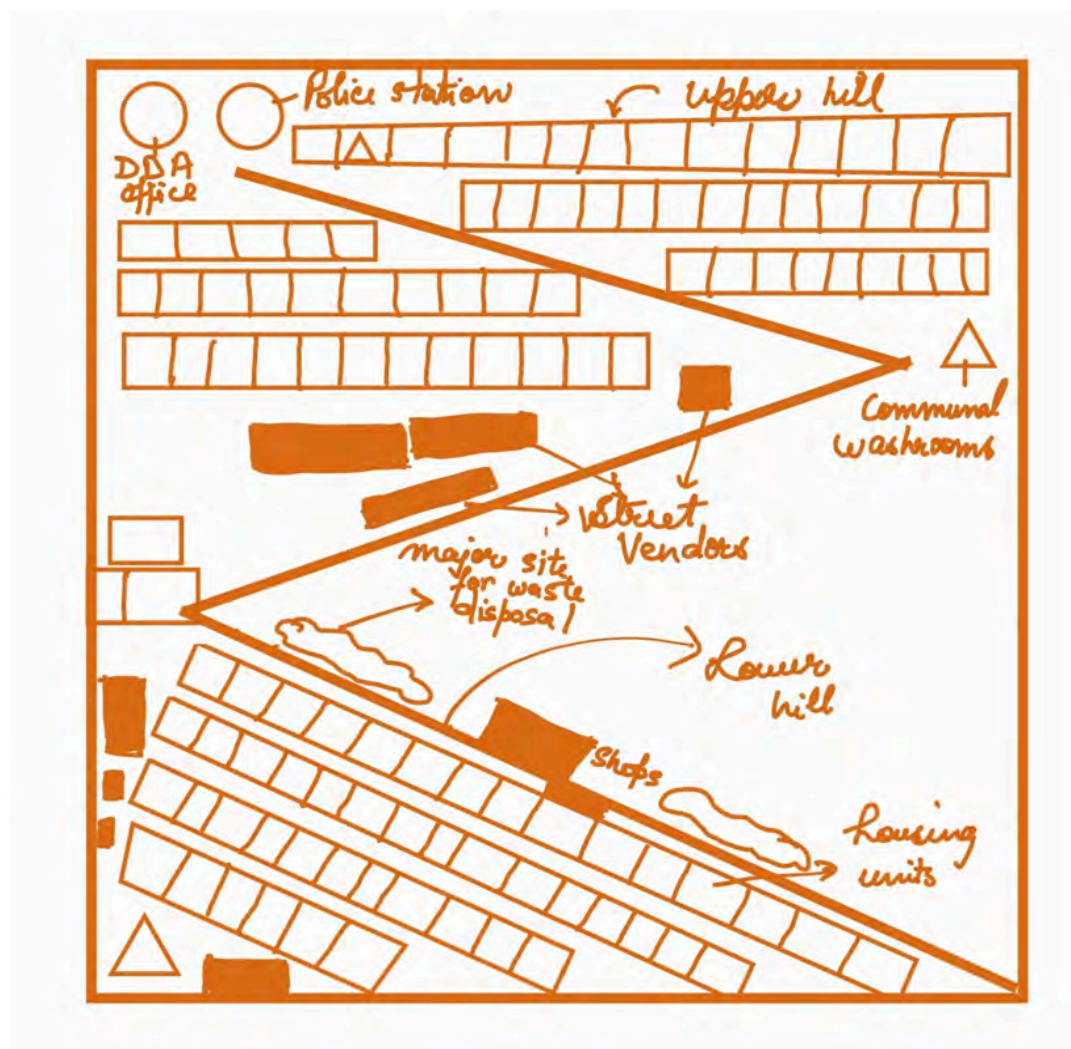 Police station
Upper hill
DDA
office
Communal
washrooms
Street
Vendors
major site
for waste
disposal
Lower
hill
Shops
housing
units